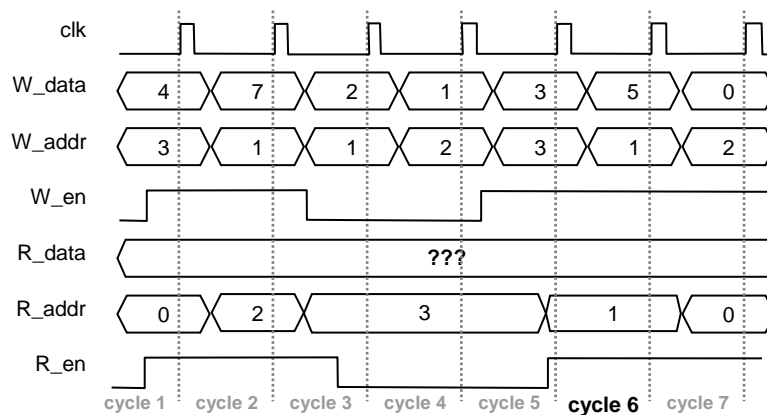 clk
W_data 4 7 2 1 3 5 0
W_addr 3 1 1 2 3 1 2
W_en
R_data ???
R_addr 0 2 3 1 0
R_en
cycle 1 cycle 2 cycle 3 cycle 4 cycle 5 cycle 6 cycle 7